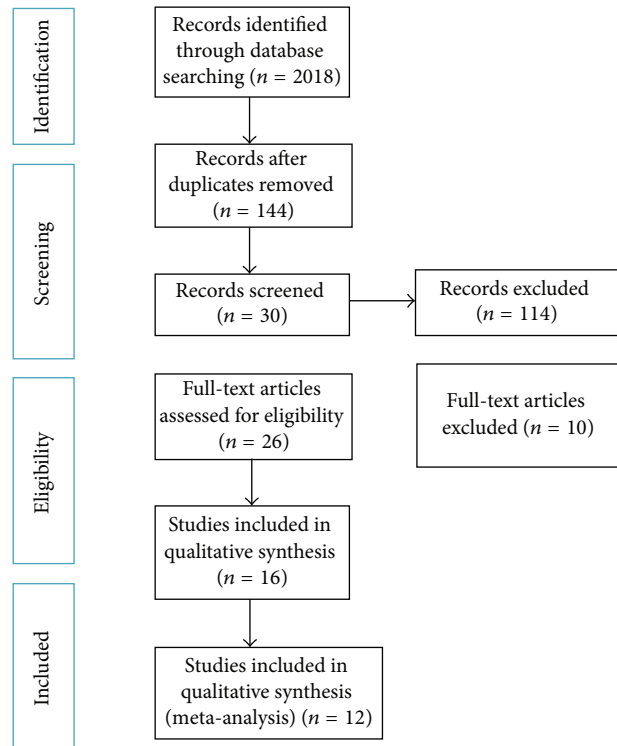 Identification
Records identified
through database
searching (n = 2018)
Screening
Records after
duplicates removed
(n = 144)
Records screened
(n = 30)
Records excluded
(n = 114)
Eligibility
Full-text articles
assessed for eligibility
(n = 26)
Full-text articles
excluded (n = 10)
Studies included in
qualitative synthesis
(n = 16)
Included
Studies included in
qualitative synthesis
(meta-analysis) (n = 12)